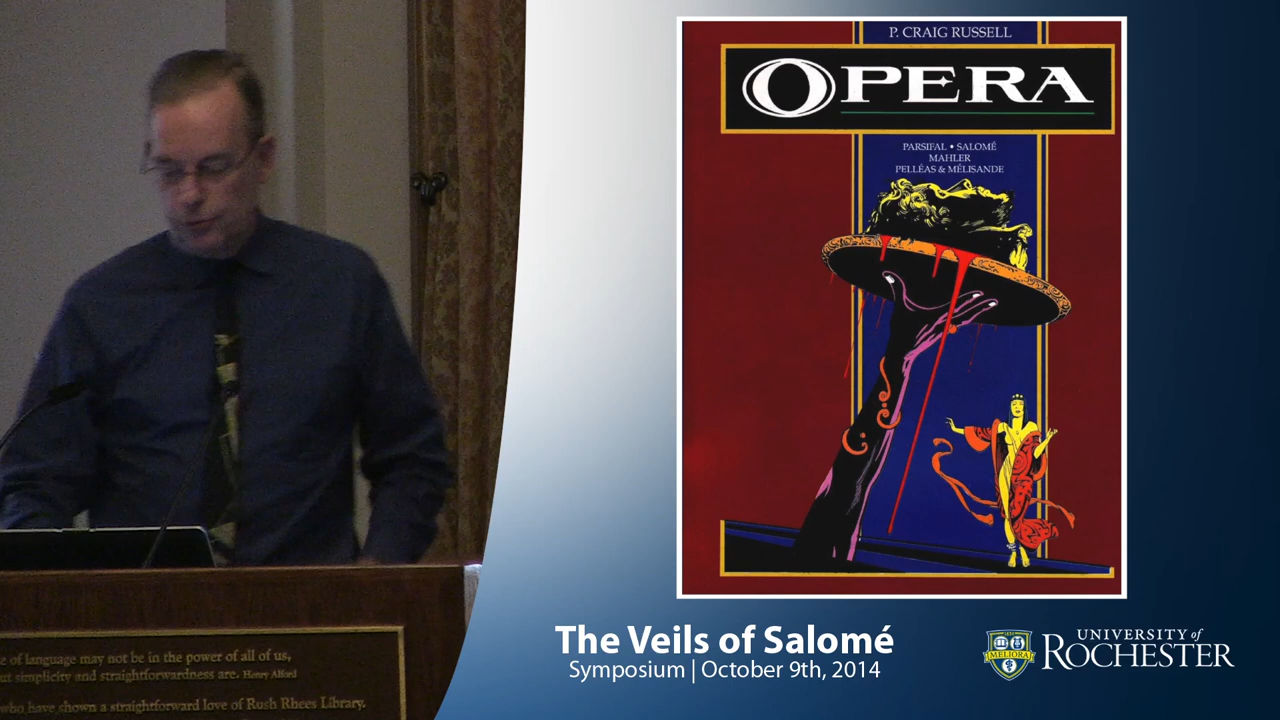 P. CRAIG RUSSELL
OPERA
PARSIFAL • SALOMÉ
MAHLER
PELLÉAS & MÉLISANDE
The Veils of Salomé
Symposium | October 9th, 2014
MELIORA
UNIVERSITY of
ROCHESTER
of language may not be in the power of all of us,
ut simplicity and straightforwardness are. Henry Alford
who have shown a straightforward love of Rush Rhees Library.